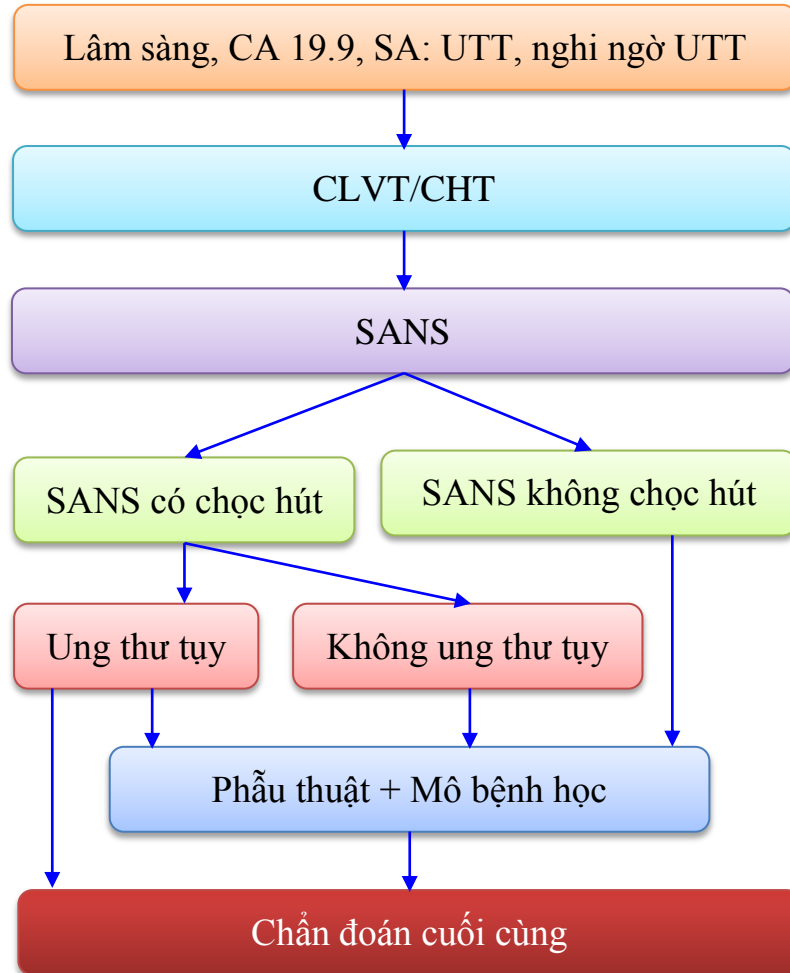 Lâm sàng, CA 19.9, SA: UTT, nghi ngờ UTT
CLVT/CHT
SANS
SANS có chọc hút
SANS không chọc hút
Ung thư tụy
Không ung thư tụy
Phẫu thuật + Mô bệnh học
Chẩn đoán cuối cùng